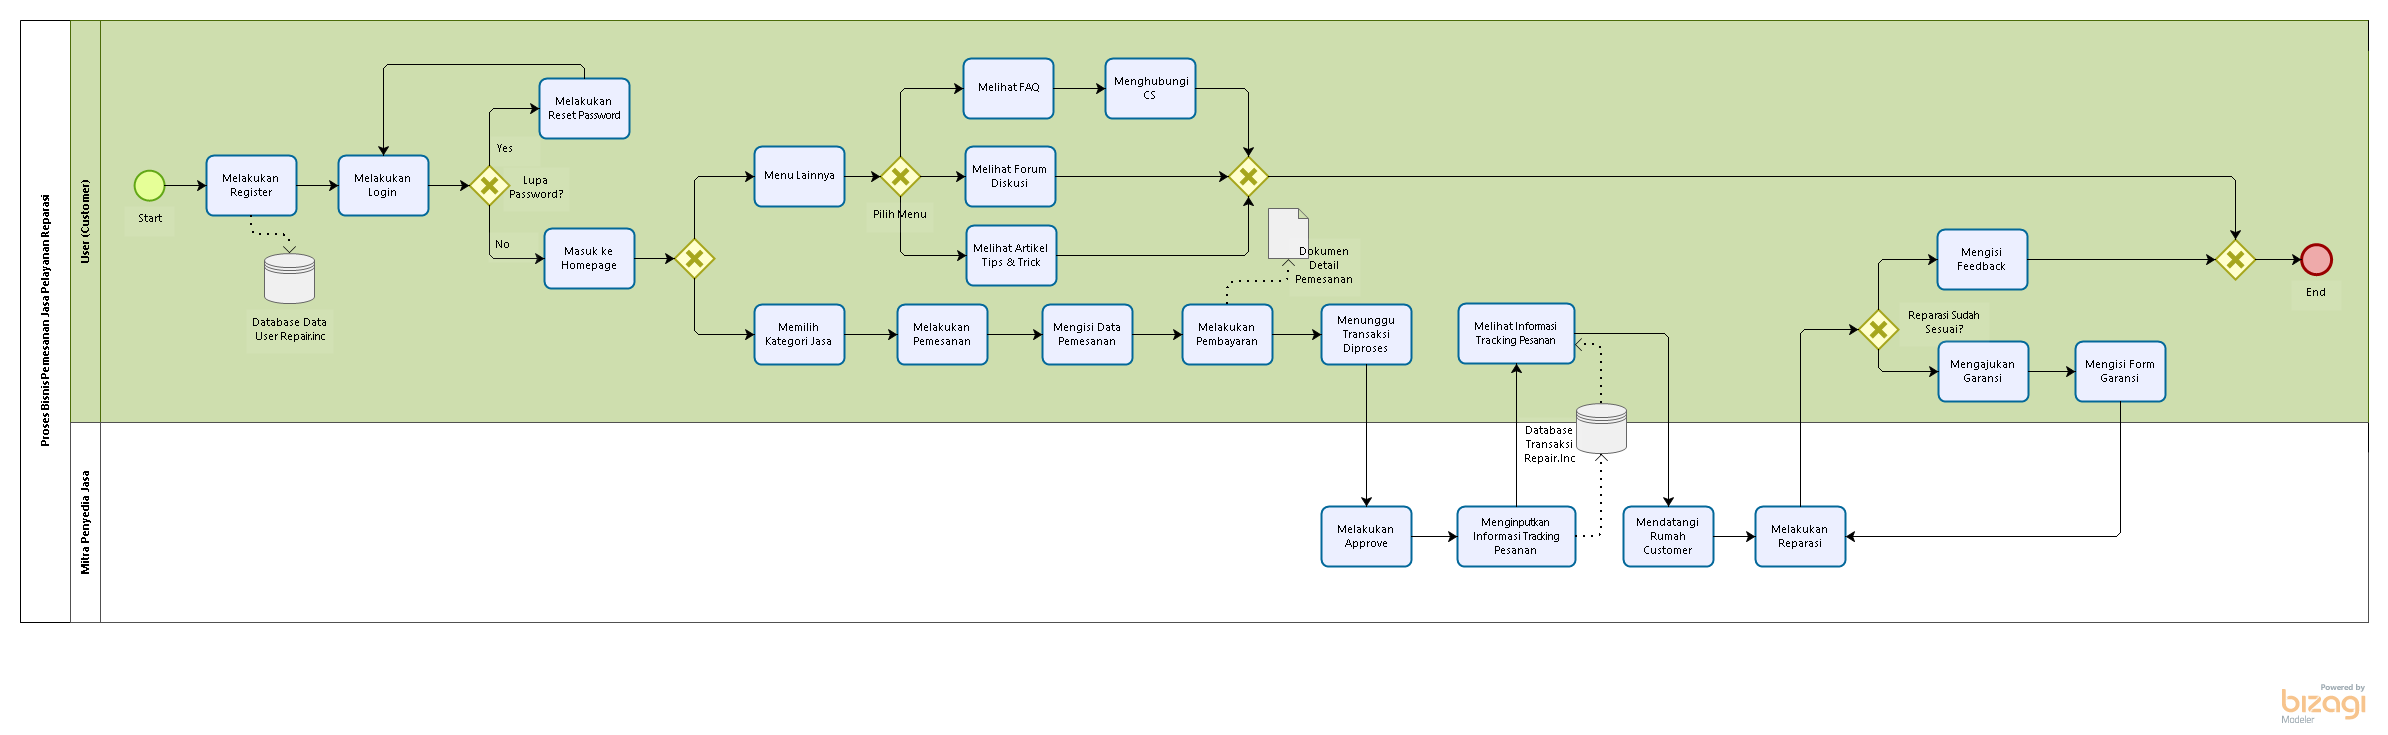 Proses Bisnis Pemesanan Jasa Pelayanan Reparasi
User (Customer)
Mitra Penyedia Jasa
Start
Melakukan
Register
Database Data
User Repair.inc
Melakukan
Login
Lupa
Password?
Yes
Melakukan
Reset Password
No
Masuk ke
Homepage
Menu Lainnya
Pilih Menu
Melihat FAQ
Menghubungi
CS
Melihat Forum
Diskusi
Melihat Artikel
Tips & Trick
Memilih
Kategori Jasa
Melakukan
Pemesanan
Mengisi Data
Pemesanan
Melakukan
Pembayaran
Dokumen
Detail
Pemesanan
Menunggu
Transaksi
Diproses
Melakukan
Approve
Menginputkan
Informasi Tracking
Pesanan
Melihat Informasi
Tracking Pesanan
Database
Transaksi
Repair.Inc
Mendatangi
Rumah
Customer
Melakukan
Reparasi
Reparasi Sudah
Sesuai?
Mengisi
Feedback
Mengajukan
Garansi
Mengisi Form
Garansi
End
Powered by
bizagi
Modeler